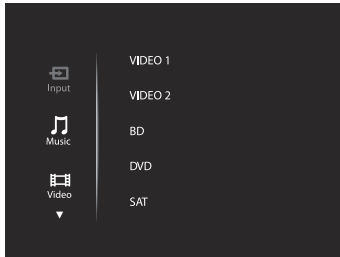 Input
Music
Video
VIDEO 1
VIDEO 2
BD
DVD
SAT